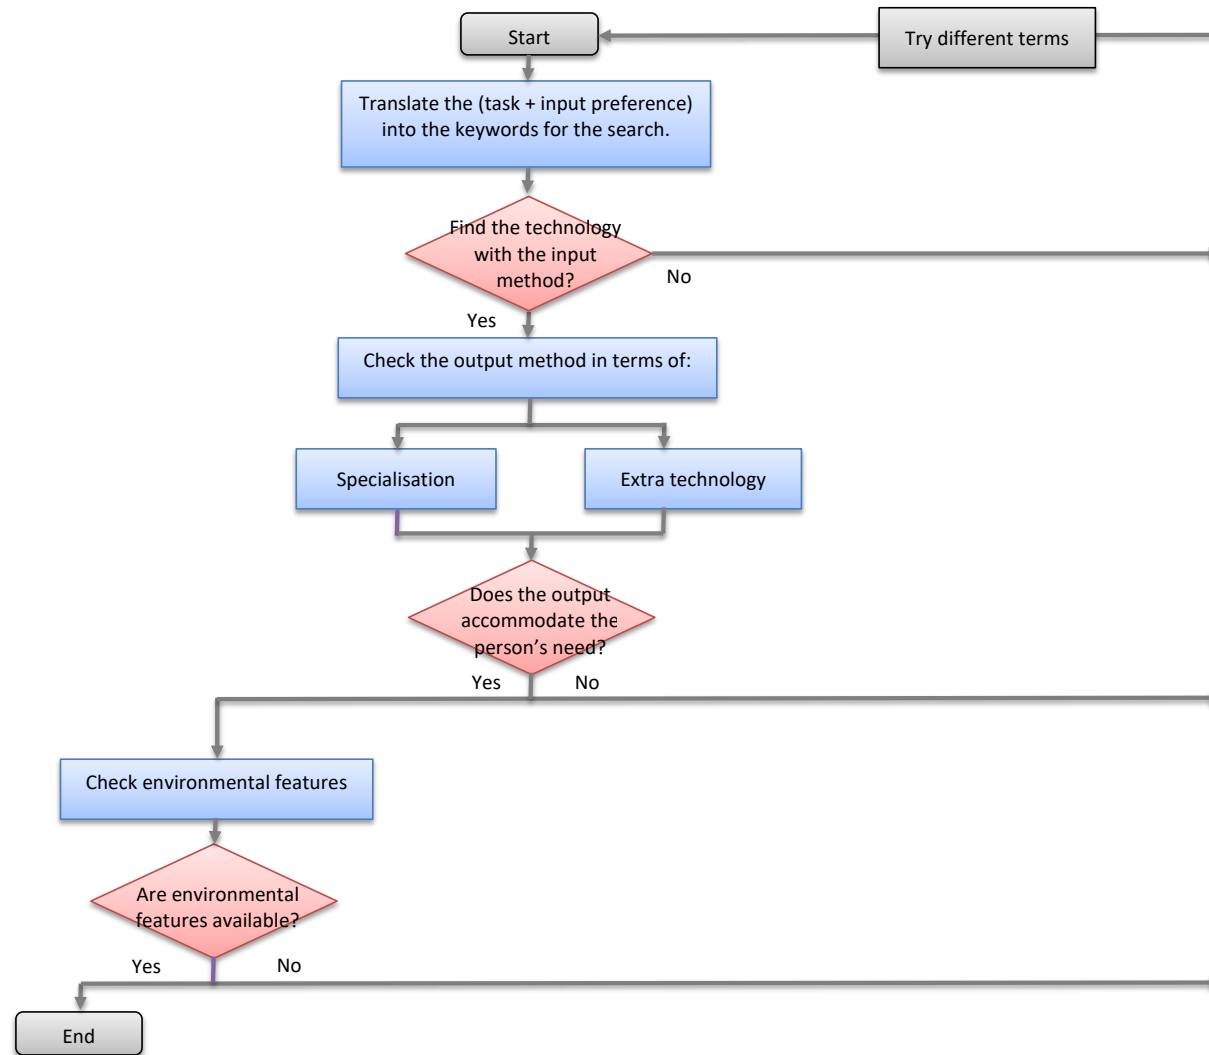 Start
Try different terms
Translate the (task + input preference)
into the keywords for the search.
Find the technology
with the input
method?
No
Yes
Check the output method in terms of:
Specialisation
Extra technology
Does the output
accommodate the
person’s need?
Yes
No
Check environmental features
Are environmental
features available?
Yes
No
End